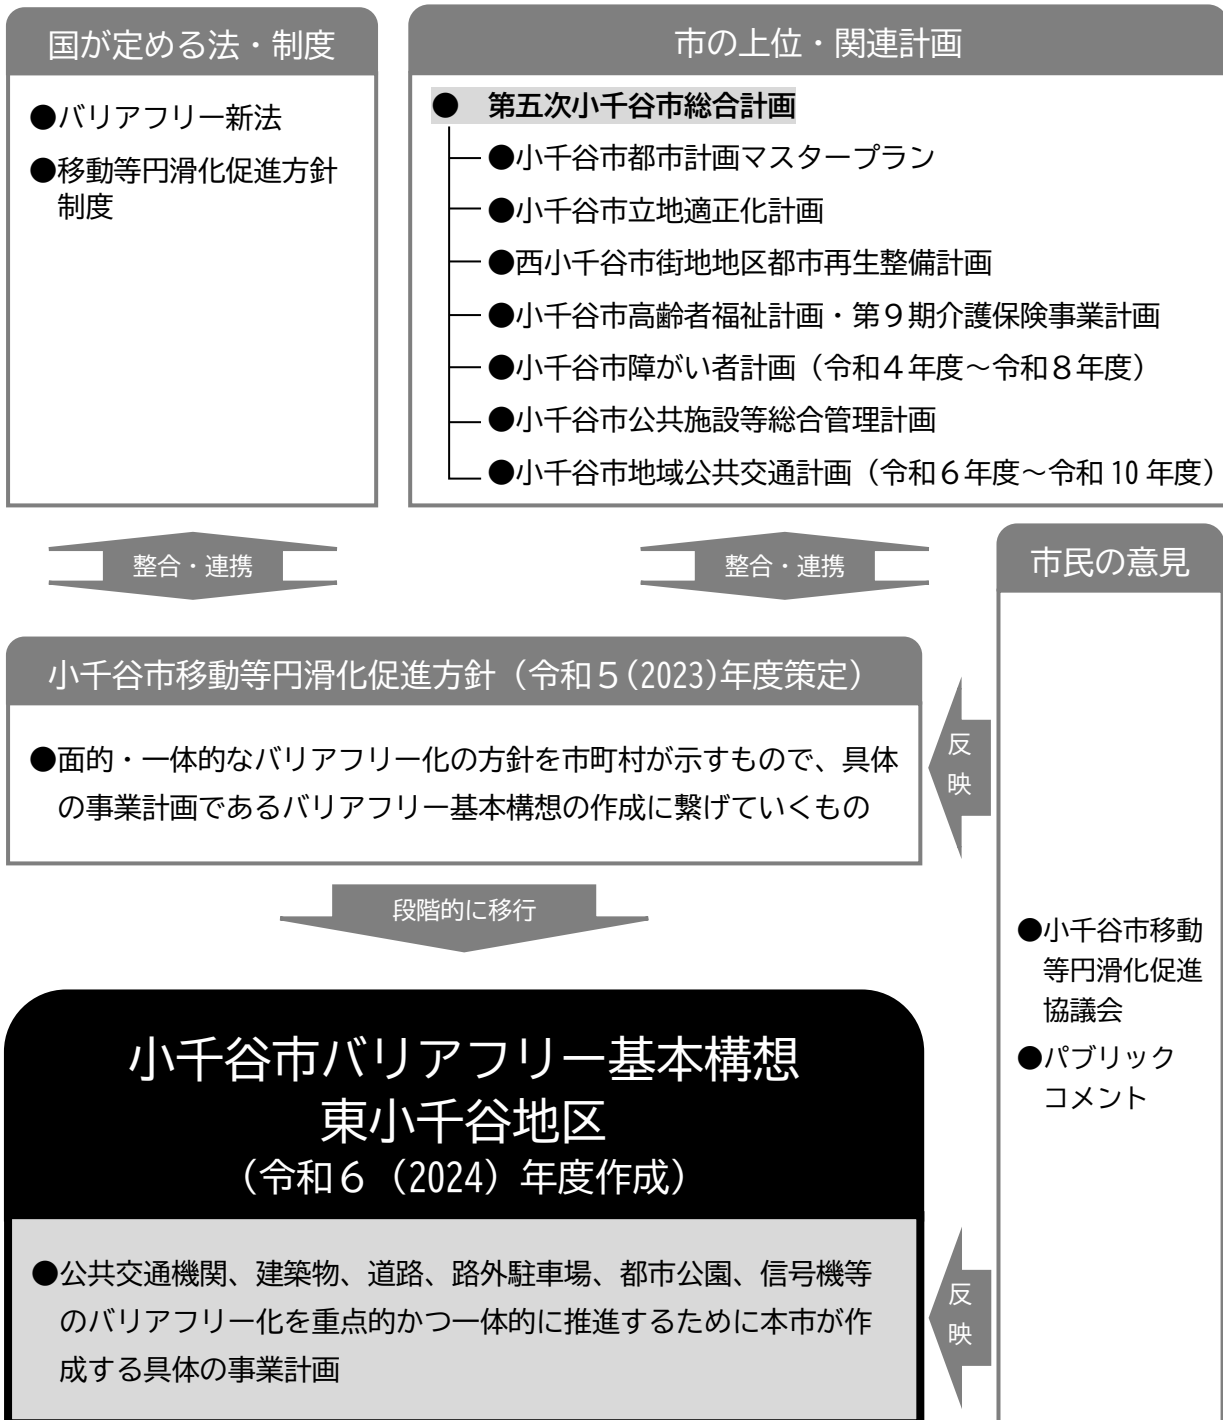 国が定める法・制度
●バリアフリー新法
●移動等円滑化促進方針
制度
市の上位・関連計画
●　第五次小千谷市総合計画
●小千谷市都市計画マスタープラン
●小千谷市立地適正化計画
●西小千谷市街地地区都市再生整備計画
●小千谷市高齢者福祉計画・第９期介護保険事業計画
●小千谷市障がい者計画（令和４年度～令和８年度）
●小千谷市公共施設等総合管理計画
●小千谷市地域公共交通計画（令和６年度～令和 10 年度）
整合・連携
整合・連携
小千谷市移動等円滑化促進方針（令和５(2023)年度策定）
●面的・一体的なバリアフリー化の方針を市町村が示すもので、具体
の事業計画であるバリアフリー基本構想の作成に繋げていくもの
反
映
段階的に移行
小千谷市バリアフリー基本構想
東小千谷地区
（令和６（2024）年度作成）
●公共交通機関、建築物、道路、路外駐車場、都市公園、信号機等
のバリアフリー化を重点的かつ一体的に推進するために本市が作
成する具体の事業計画
反
映
市民の意見
●小千谷市移動
等円滑化促進
協議会
●パブリック
コメント